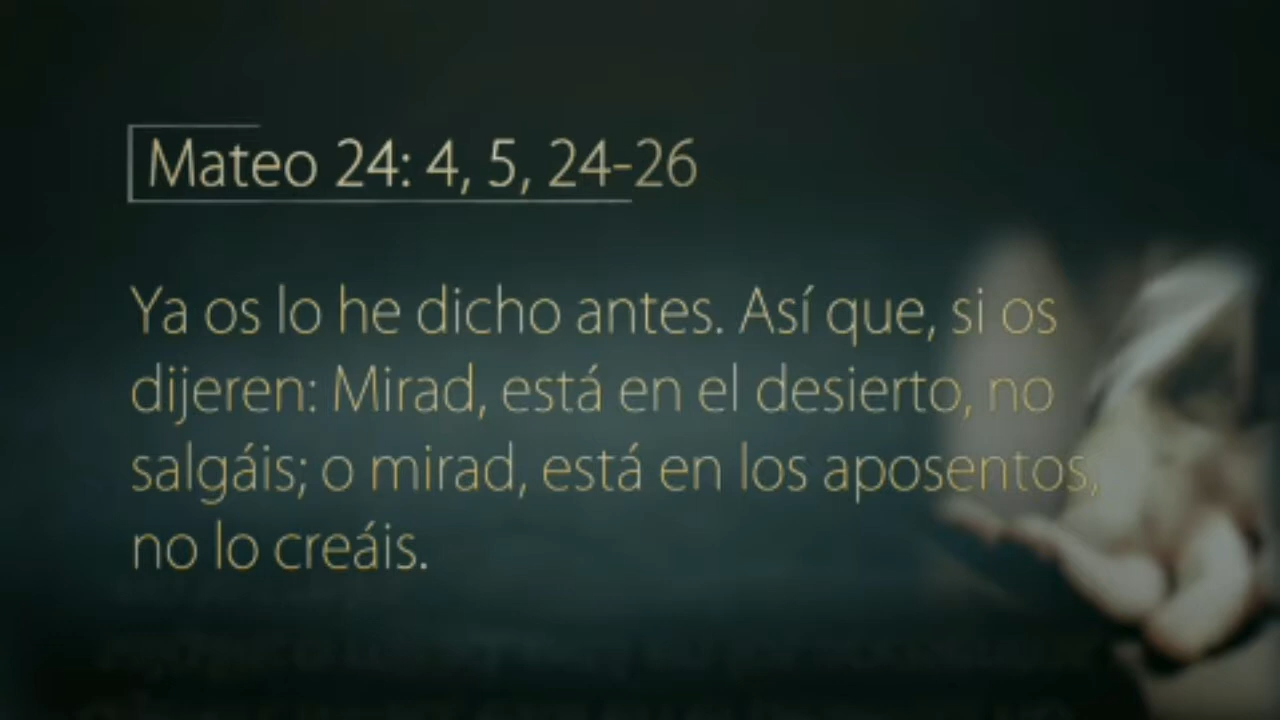 Mateo 24: 4, 5, 24-26
Ya os lo he dicho antes. Así que, si os
dijeren: Mirad, está en el desierto, no
salgáis; o mirad, está en los aposentos,
no lo creáis.